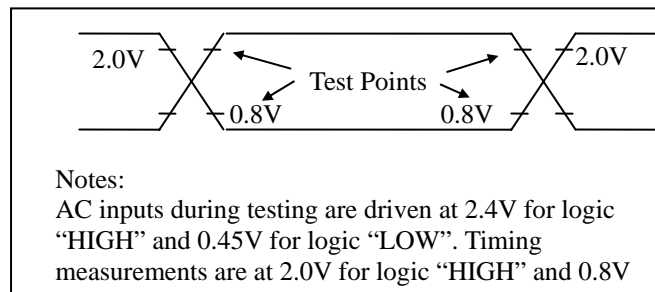 2.0V 2.0V
Test Points
0.8V 0.8V
Notes:
AC inputs during testing are driven at 2.4V for logic
“HIGH” and 0.45V for logic “LOW”. Timing
measurements are at 2.0V for logic “HIGH” and 0.8V